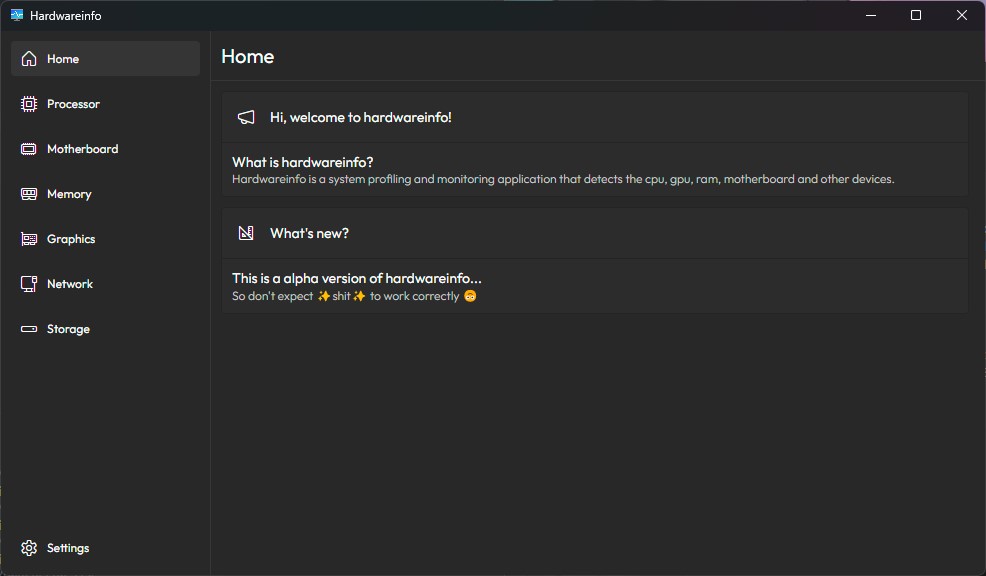 Hardwareinfo
Home
Processor
Motherboard
Memory
Graphics
Network
Storage
Settings
Home
Hi, welcome to hardwareinfo!
What is hardwareinfo?
Hardwareinfo is a system profiling and monitoring application that detects the cpu, gpu, ram, motherboard and other devices.
What's new?
This is a alpha version of hardwareinfo...
So don't expect ✨shit✨ to work correctly 🙃